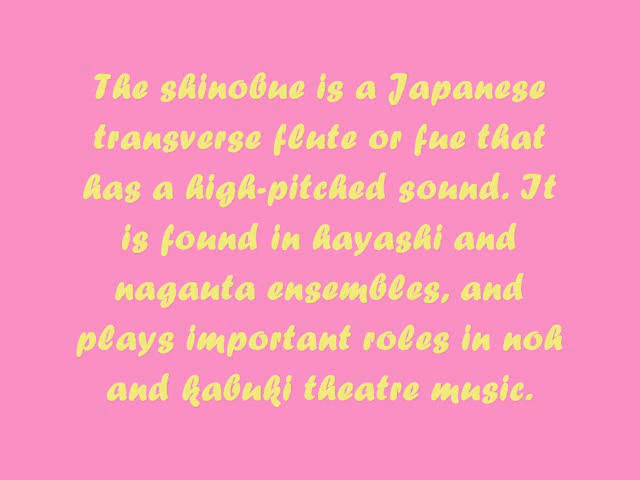 The shinobue is a Japanese
transverse flute or fue that
has a high-pitched sound. It
is found in hayashi and
nagauta ensembles, and
plays important roles in noh
and kabuki theatre music.